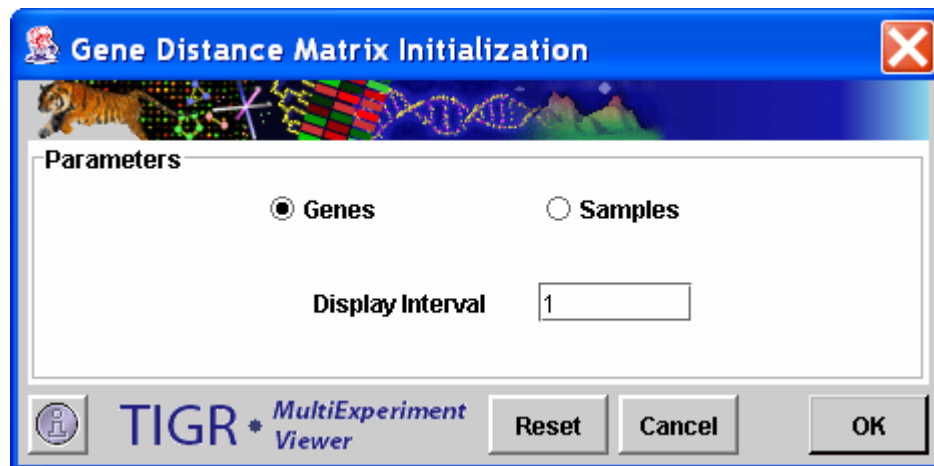 Gene Distance Matrix Initialization
Parameters
Genes Samples
Display Interval 1
TIGR MultiExperiment Viewer Reset Cancel OK